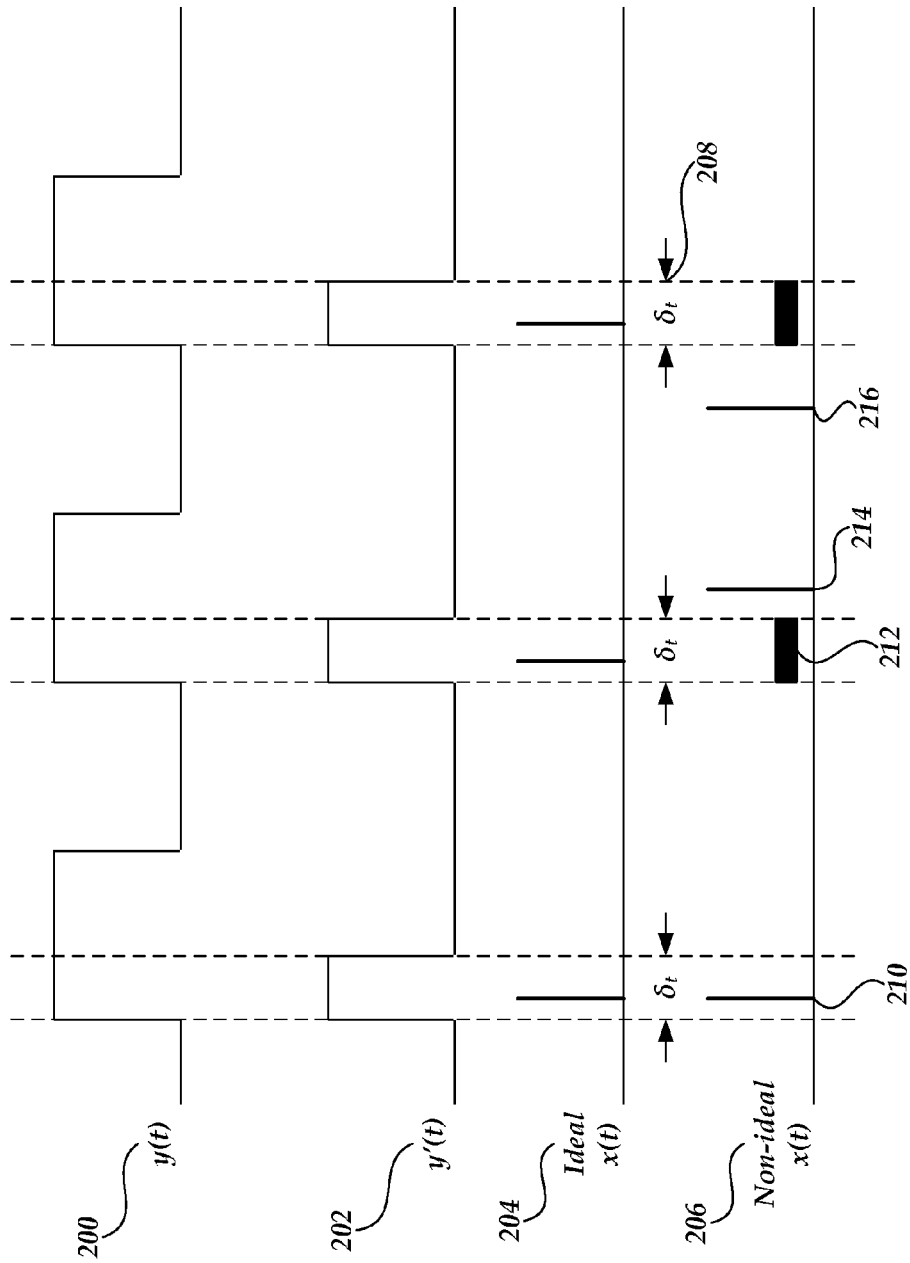 200
y(t)
202
y'(t)
204
Ideal
x(t)
δt
δt
δt
208
206
Non-ideal
x(t)
210
212
214
216